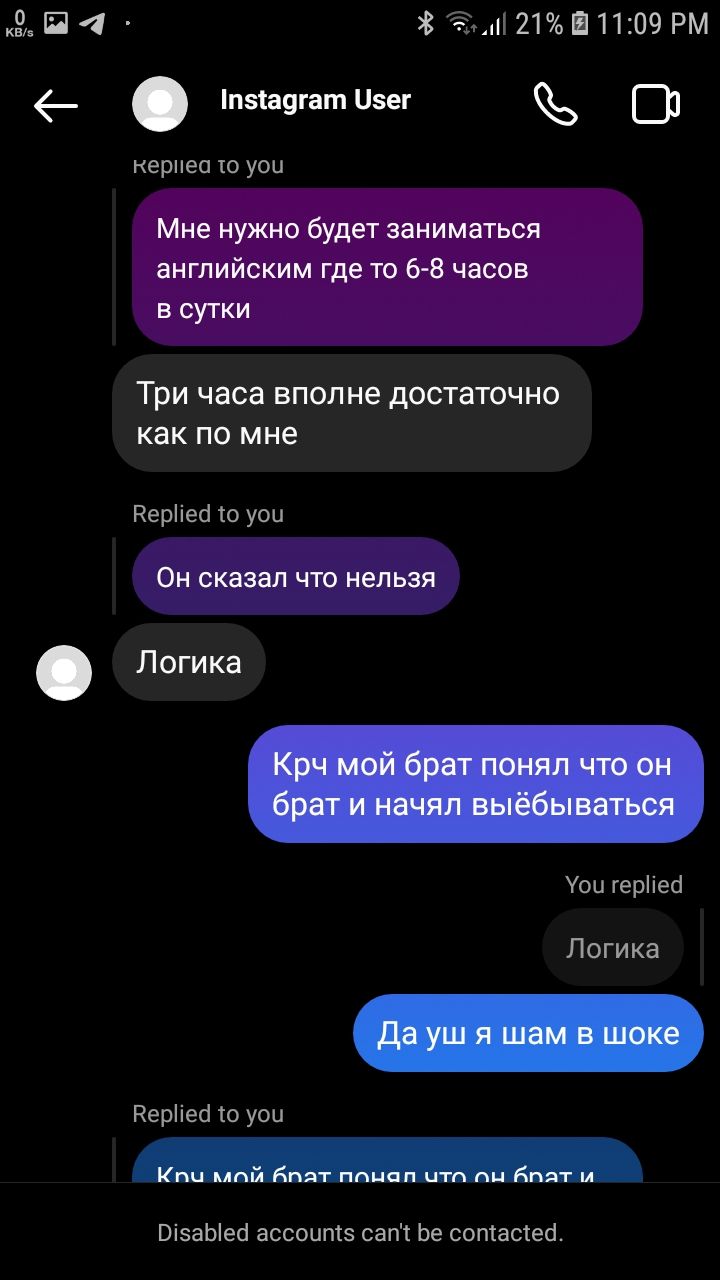 0
KB/s
21% 11:09 PM
Instagram User
Replied to you
Мне нужно будет заниматься
английским где то 6-8 часов
в сутки
Три часа вполне достаточно
как по мне
Replied to you
Он сказал что нельзя
Логика
Крч мой брат понял что он
брат и начял выёбываться
You replied
Логика
Да уш я шам в шоке
Replied to you
Крч мой брат понял что он брат и
Disabled accounts can't be contacted.